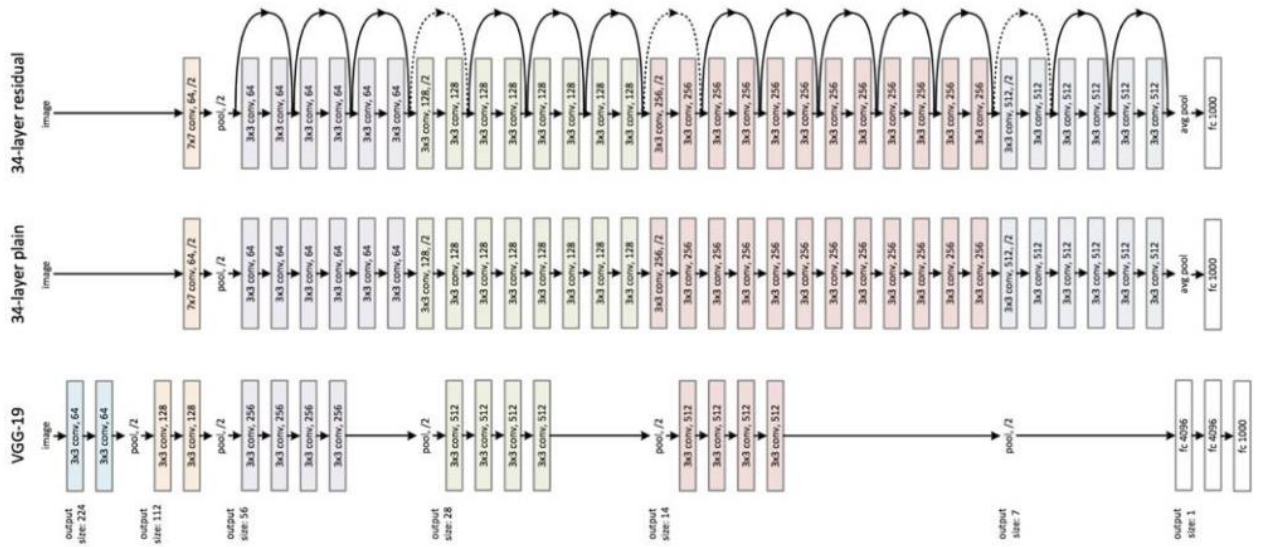 34-layer residual
image
7x7 conv, 64, /2
pool, /2
3x3 conv, 64
3x3 conv, 64
3x3 conv, 64
3x3 conv, 64
3x3 conv, 64
3x3 conv, 64
3x3 conv, 128, /2
3x3 conv, 128
3x3 conv, 128
3x3 conv, 128
3x3 conv, 128
3x3 conv, 128
3x3 conv, 128
3x3 conv, 128
3x3 conv, 256, /2
3x3 conv, 256
3x3 conv, 256
3x3 conv, 256
3x3 conv, 256
3x3 conv, 256
3x3 conv, 256
3x3 conv, 256
3x3 conv, 256
3x3 conv, 256
3x3 conv, 256
3x3 conv, 256
3x3 conv, 512, /2
3x3 conv, 512
3x3 conv, 512
3x3 conv, 512
3x3 conv, 512
3x3 conv, 512
avg pool
fc 1000
34-layer plain
image
7x7 conv, 64, /2
pool, /2
3x3 conv, 64
3x3 conv, 64
3x3 conv, 64
3x3 conv, 64
3x3 conv, 64
3x3 conv, 64
3x3 conv, 128, /2
3x3 conv, 128
3x3 conv, 128
3x3 conv, 128
3x3 conv, 128
3x3 conv, 128
3x3 conv, 128
3x3 conv, 128
3x3 conv, 256, /2
3x3 conv, 256
3x3 conv, 256
3x3 conv, 256
3x3 conv, 256
3x3 conv, 256
3x3 conv, 256
3x3 conv, 256
3x3 conv, 256
3x3 conv, 256
3x3 conv, 256
3x3 conv, 256
3x3 conv, 512, /2
3x3 conv, 512
3x3 conv, 512
3x3 conv, 512
3x3 conv, 512
3x3 conv, 512
avg pool
fc 1000
VGG-19
image
3x3 conv, 64
3x3 conv, 64
pool, /2
3x3 conv, 128
3x3 conv, 128
pool, /2
3x3 conv, 256
3x3 conv, 256
3x3 conv, 256
3x3 conv, 256
pool, /2
3x3 conv, 512
3x3 conv, 512
3x3 conv, 512
3x3 conv, 512
pool, /2
3x3 conv, 512
3x3 conv, 512
3x3 conv, 512
3x3 conv, 512
pool, /2
fc 4096
fc 4096
fc 1000
output
size: 224
output
size: 112
output
size: 56
output
size: 28
output
size: 14
output
size: 7
output
size: 1